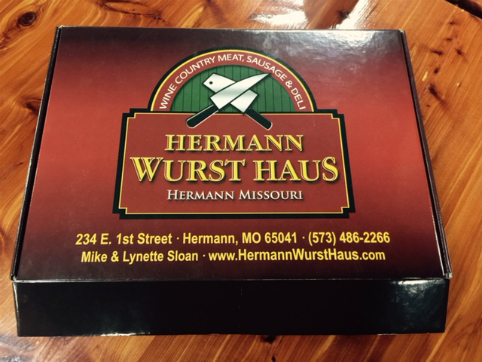 WINE COUNTRY MEAT, SAUSAGE & DELI
HERMANN
WURST HAUS
HERMANN MISSOURI
234 E. 1st Street · Hermann, MO 65041 · (573) 486-2266
Mike & Lynette Sloan · www.HermannWurstHaus.com